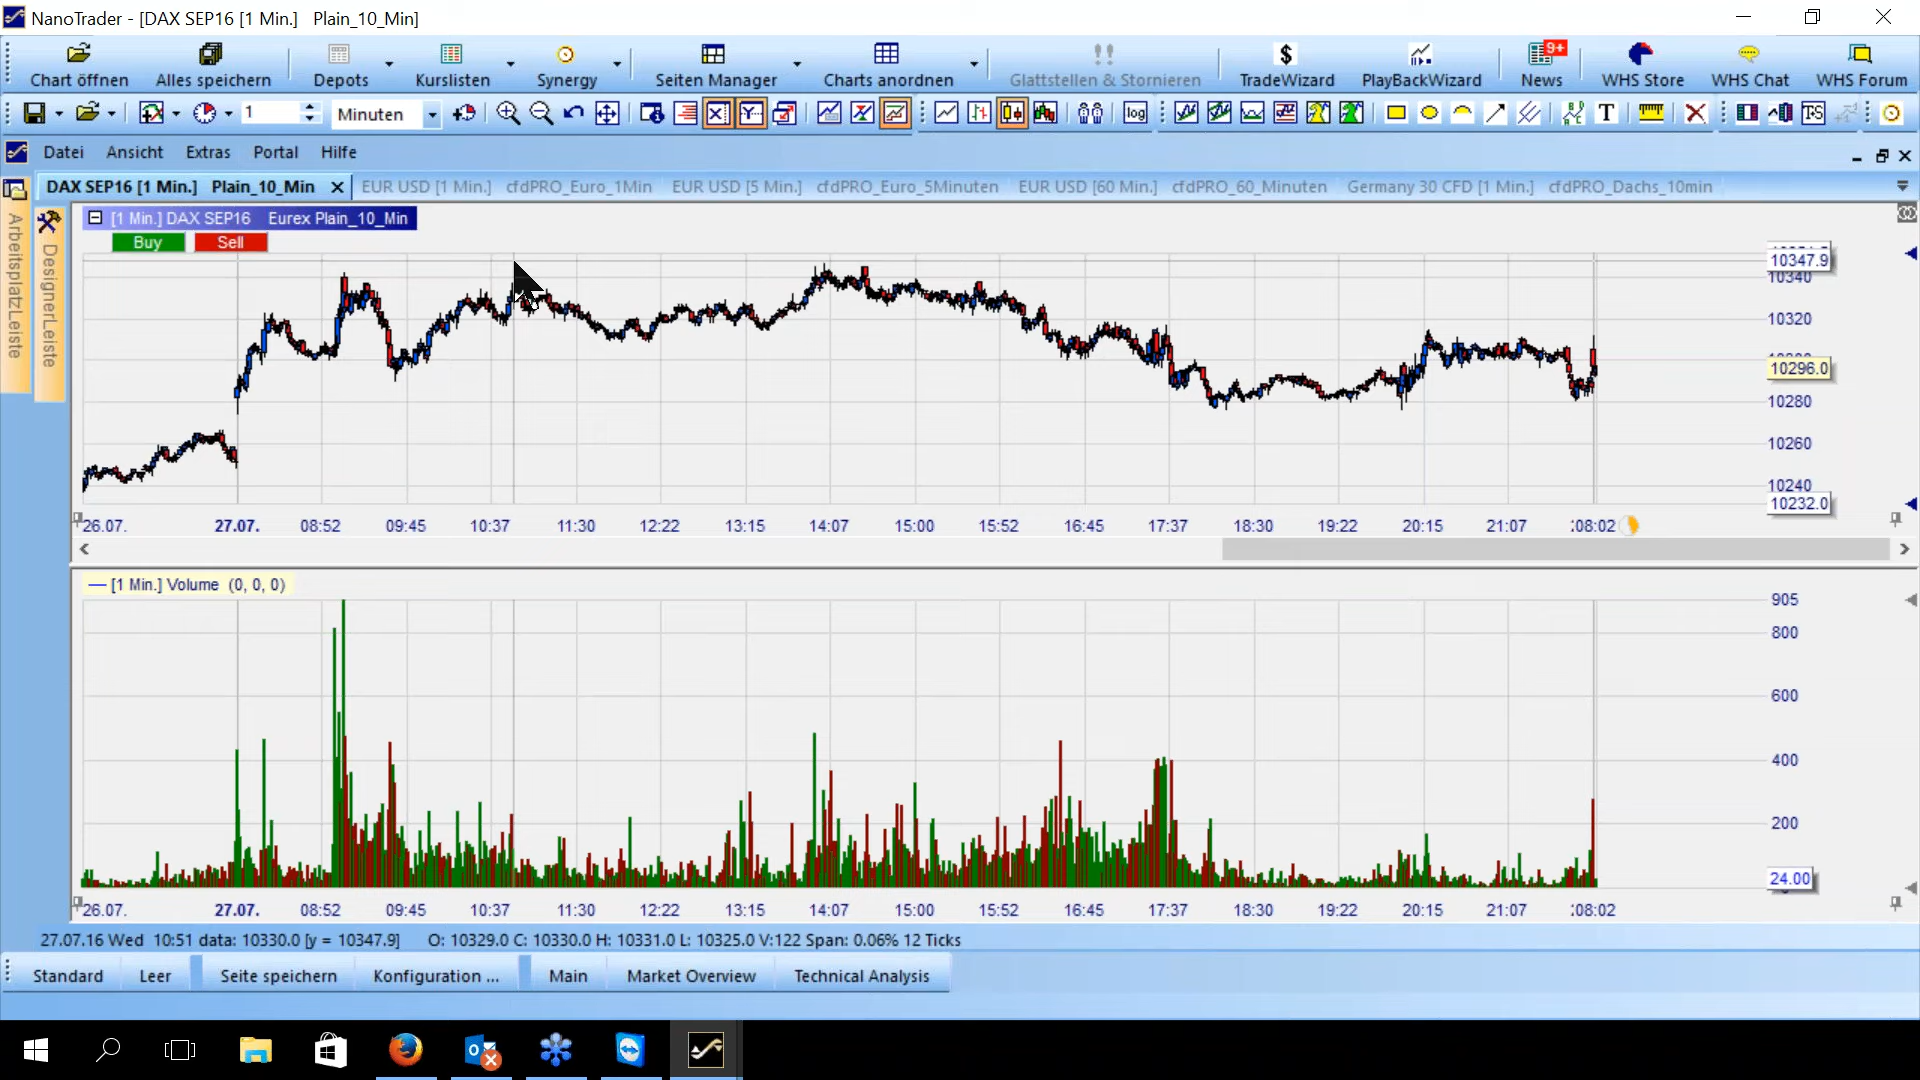 NanoTrader - [DAX SEP16 [1 Min.]   Plain_10_Min]
Chart öffnen Alles speichern Depots Kurslisten Synergy Seiten Manager Charts anordnen Glattstellen & Stornieren TradeWizard PlayBackWizard 9+ News WHS Store WHS Chat WHS Forum
1 Minuten log T TS
Datei Ansicht Extras Portal Hilfe
DAX SEP16 [1 Min.] Plain_10_Min EUR USD [1 Min.] cfdPRO_Euro_1Min EUR USD [5 Min.] cfdPRO_Euro_5Minuten EUR USD [60 Min.] cfdPRO_60_Minuten Germany 30 CFD [1 Min.] cfdPRO_Dachs_10min
ArbeitsplatzLeiste
DesignerLeiste
[1 Min.] DAX SEP16 Eurex Plain_10_Min
Buy Sell
10347.9
10340
10320
10296.0
10280
10260
10240
10232.0
26.07. 27.07. 08:52 09:45 10:37 11:30 12:22 13:15 14:07 15:00 15:52 16:45 17:37 18:30 19:22 20:15 21:07 :08:02
[1 Min.] Volume (0, 0, 0)
905
800
600
400
200
24.00
26.07. 27.07. 08:52 09:45 10:37 11:30 12:22 13:15 14:07 15:00 15:52 16:45 17:37 18:30 19:22 20:15 21:07 :08:02
27.07.16 Wed 10:51 data: 10330.0 [y = 10347.9] O: 10329.0 C: 10330.0 H: 10331.0 L: 10325.0 V:122 Span: 0.06% 12 Ticks
Standard Leer Seite speichern Konfiguration ... Main Market Overview Technical Analysis